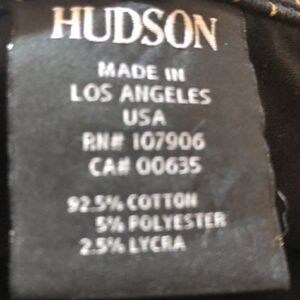 HUDSON
MADE IN
LOS ANGELES
USA
RN# 107906
CA# 00635
92.5% COTTON
5% POLYESTER
2.5% LYCRA